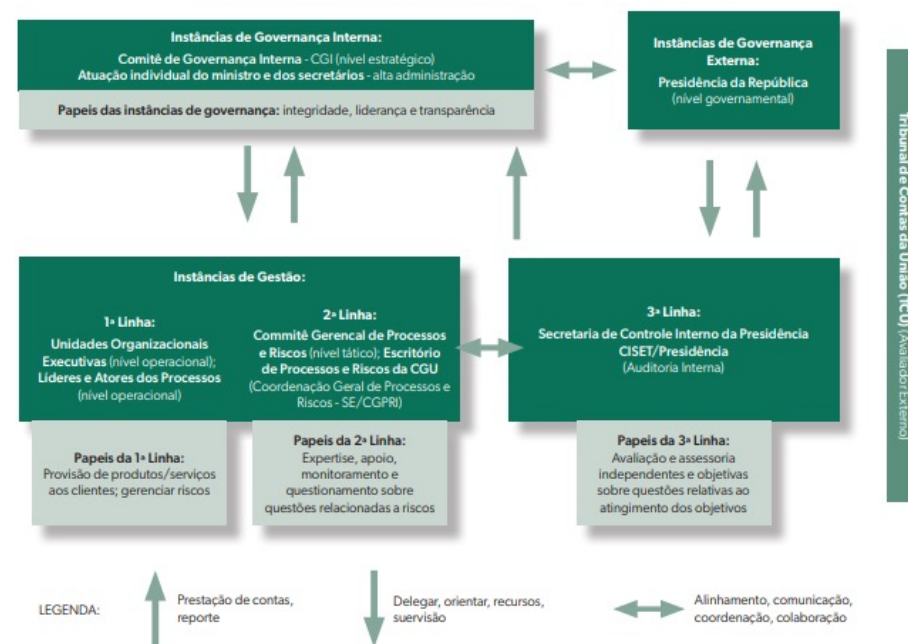 Instâncias de Governança Interna:
Comitê de Governança Interna - CGI (nível estratégico)
Atuação individual do ministro e dos secretários - alta administração
Papeis das instâncias de governança: integridade, liderança e transparência
Instâncias de Governança
Externa:
Presidência da República
(nível governamental)
Instâncias de Gestão:
1ª Linha:
Unidades Organizacionais
Executivas (nível operacional);
Líderes e Atores dos Processos
(nível operacional)
2ª Linha:
Commitê Gerencal de Processos
e Riscos (nível tático); Escritório
de Processos e Riscos da CGU
(Coordenação Geral de Processos e
Riscos - SE/CGPRI)
3ª Linha:
Secretaria de Controle Interno da Presidência
CISET/Presidência
(Auditoria Interna)
Papeis da 1ª Linha:
Provisão de produtos/serviços
aos clientes; gerenciar riscos
Papeis da 2ª Linha:
Expertise, apoio,
monitoramento e
questionamento sobre
questões relacionadas a riscos
Papeis da 3ª Linha:
Avaliação e assessoria
independentes e objetivas
sobre questões relativas ao
atingimento dos objetivos
Tribunal de Contas da União (TCU) (Avaliador Externo)
LEGENDA:
Prestação de contas,
reporte
Delegar, orientar, recursos,
suervisão
Alinhamento, comunicação,
coordenação, colaboração